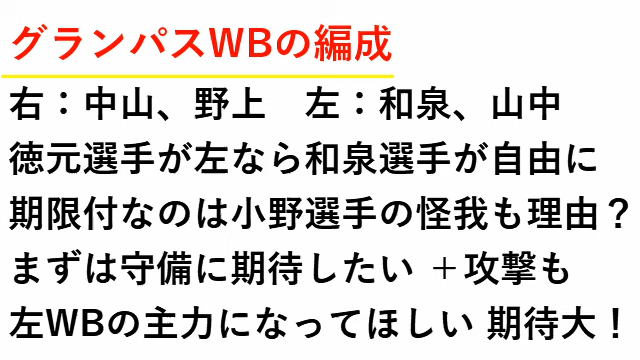 グランパスWBの編成
右：中山、野上　左：和泉、山中
徳元選手が左なら和泉選手が自由に
期限付なのは小野選手の怪我も理由？
まずは守備に期待したい ＋攻撃も
左WBの主力になってほしい 期待大！